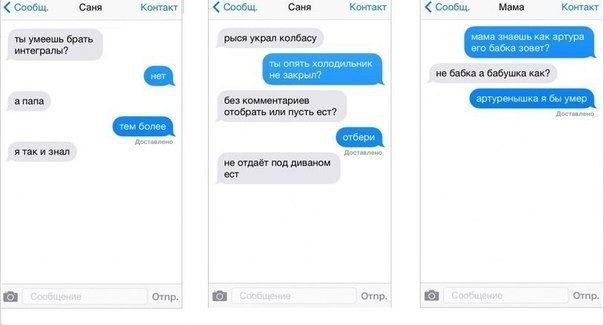 Сообщ. Саня Контакт
ты умеешь брать
интегралы?
нет
а папа
тем более
Доставлено
я так и знал
Сообщение Отпр.
Сообщ. Саня Контакт
рыся украл колбасу
ты опять холодильник
не закрыл?
без комментариев
отобрать или пусть ест?
отбери
Доставлено
не отдаёт под диваном
ест
Сообщение Отпр.
Сообщ. Мама Контакт
мама знаешь как артура
его бабка зовет?
не бабка а бабушка как?
артуренышка я бы умер
Доставлено
Сообщение Отпр.